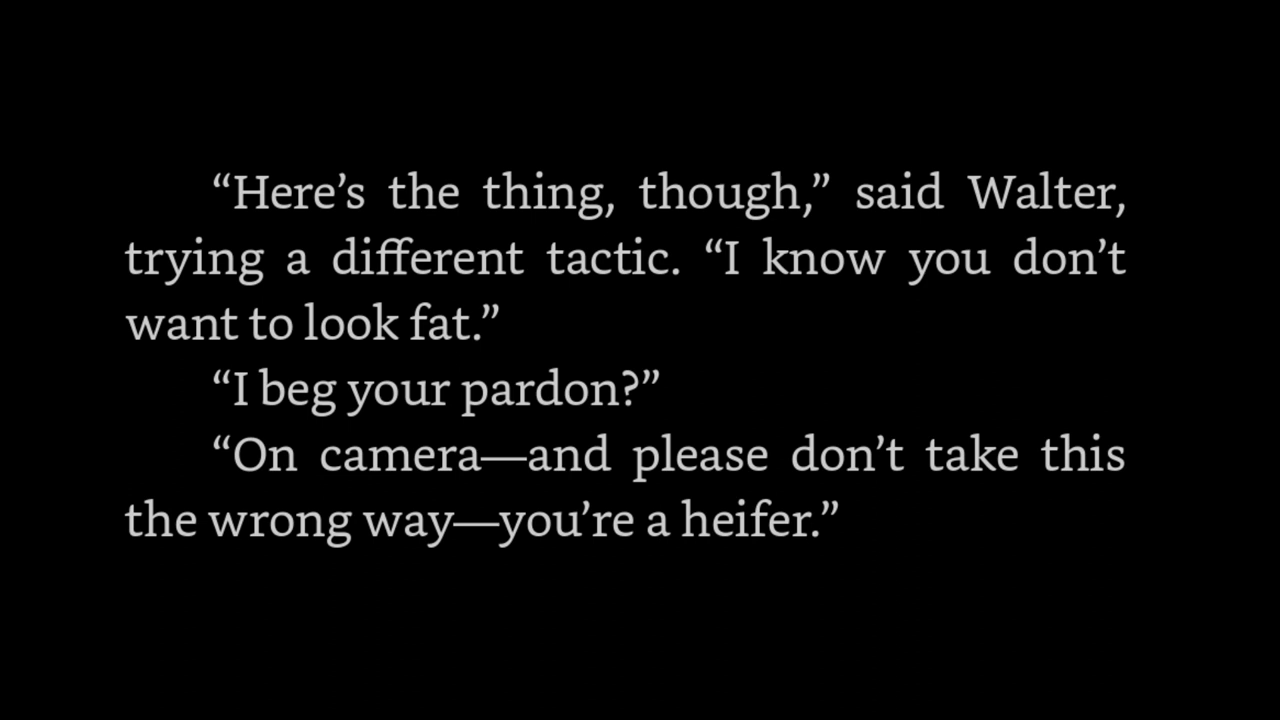 “Here’s the thing, though,” said Walter,
trying a different tactic. “I know you don’t
want to look fat.”
“I beg your pardon?”
“On camera—and please don’t take this
the wrong way—you’re a heifer.”